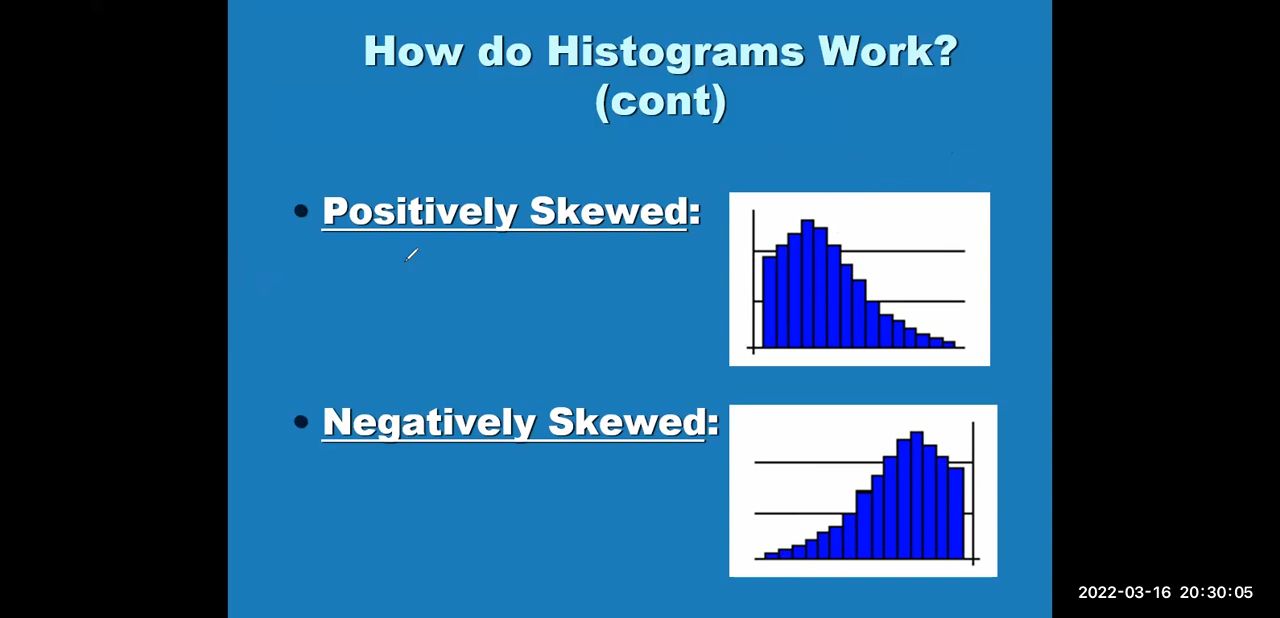 How do Histograms Work?
(cont)
• Positively Skewed:
• Negatively Skewed:
2022-03-16 20:30:05